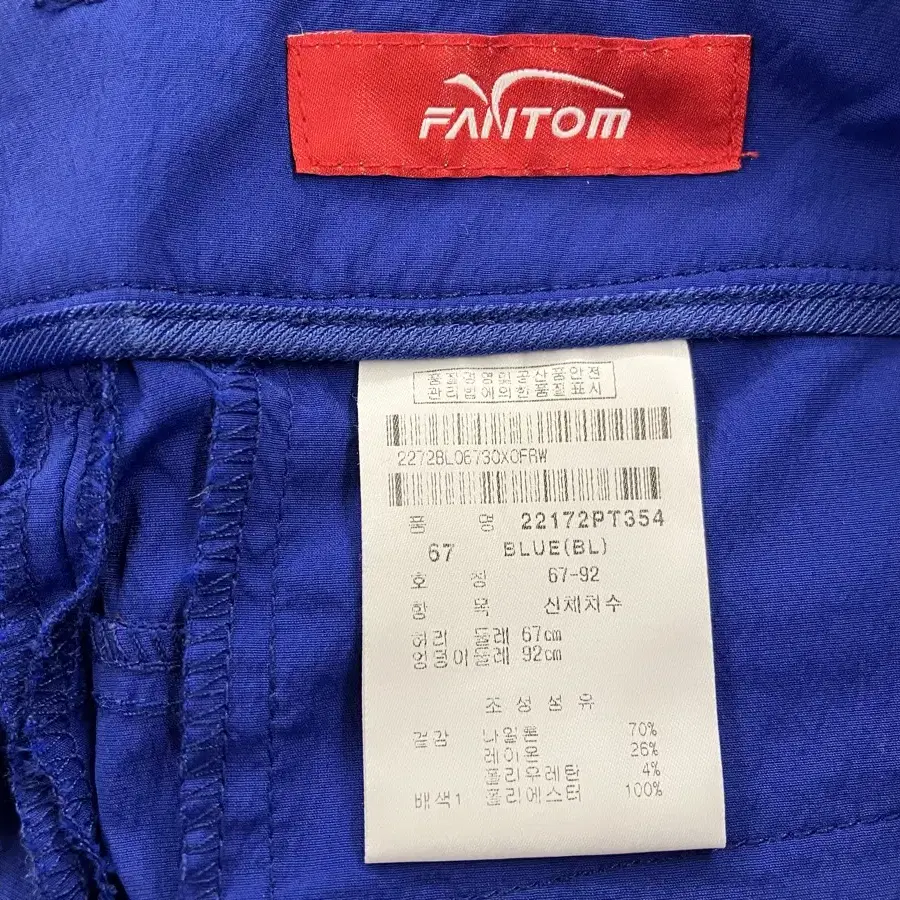 FANTOM
품질경영및공산품안전
관리법에의한품질표시
2272BL06730X0FRW
품 명 22172PT354
67 BLUE(BL)
호 칭 67-92
항 목 신체치수
허리 둘레 67cm
엉덩이둘레 92cm
조 성 섬 유
겉감 나일론 70%
레이온 26%
폴리우레탄 4%
배색1 폴리에스터 100%